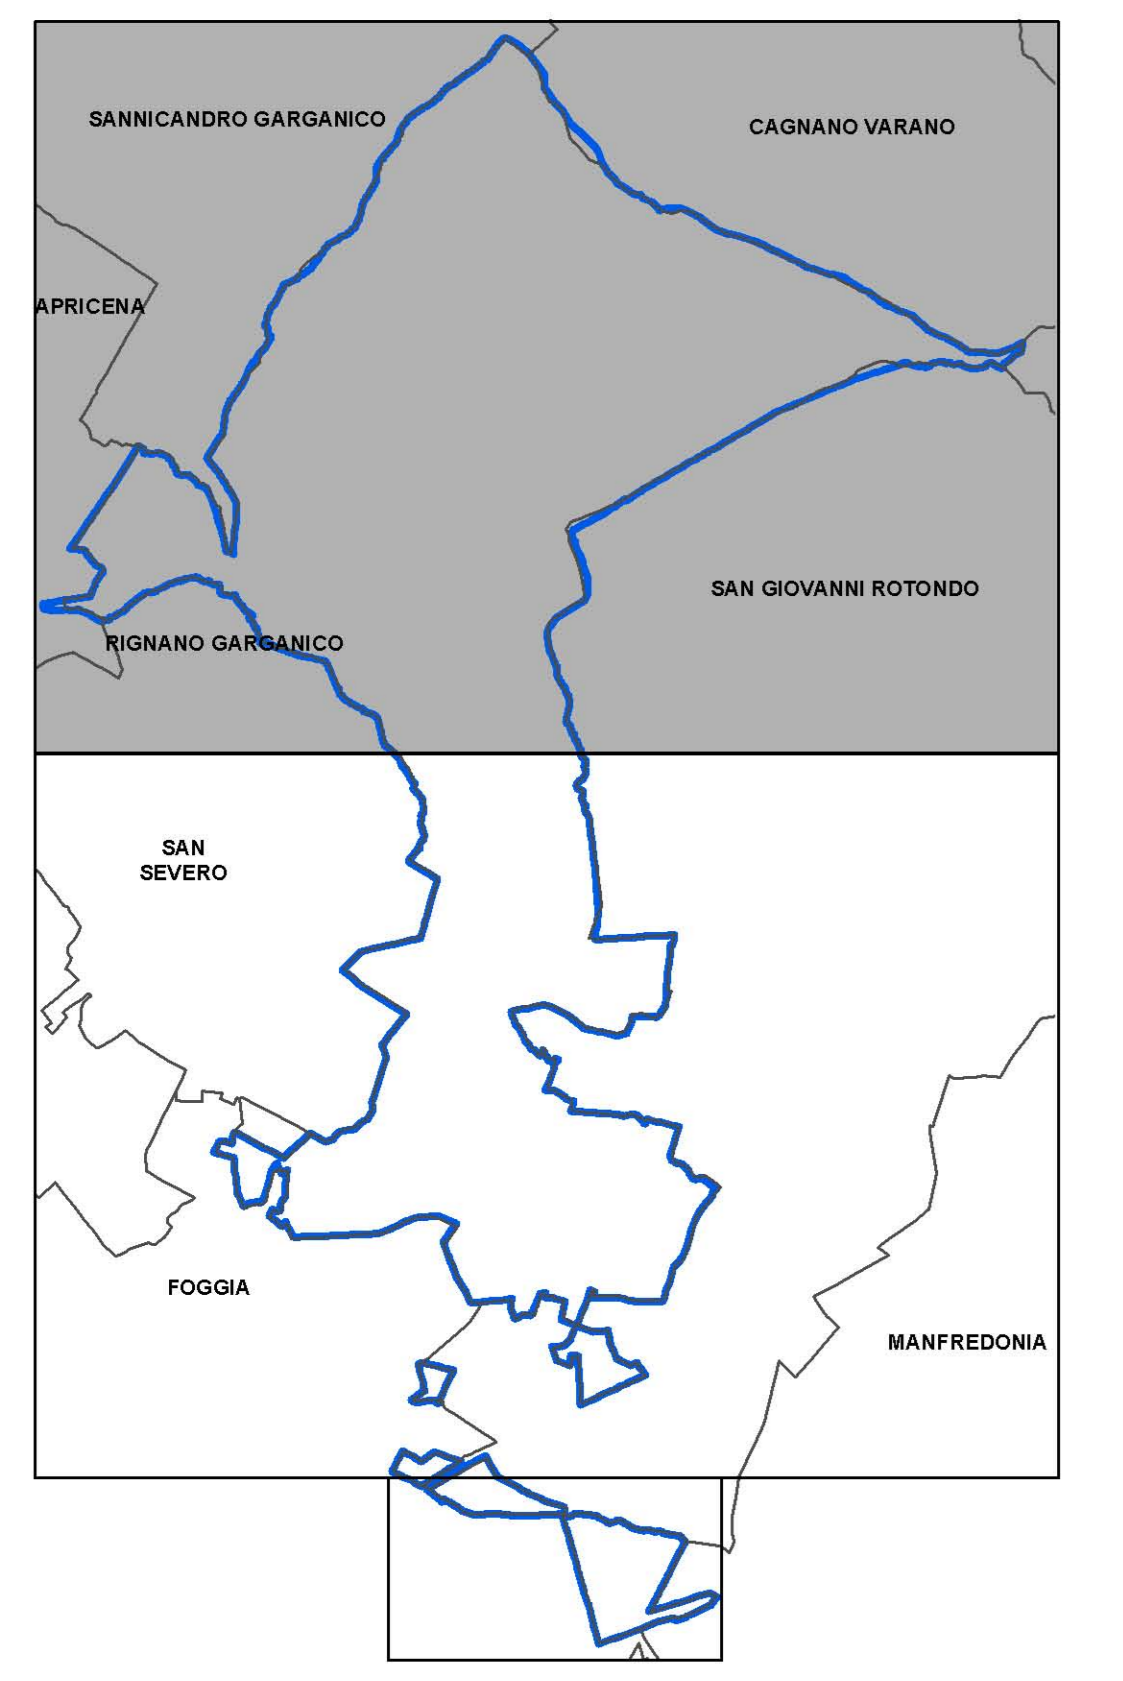 SANNICANDRO GARGANICO
CAGNANO VARANO
APRICENA
SAN GIOVANNI ROTONDO
RIGNANO GARGANICO
SAN
SEVERO
FOGGIA
MANFREDONIA